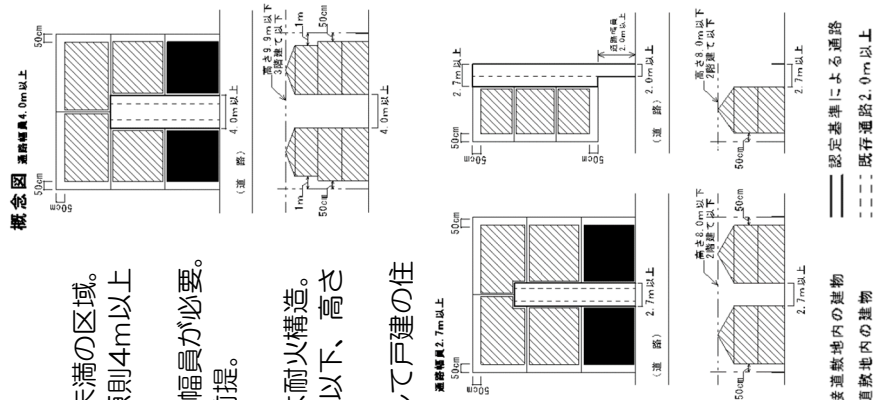 概念図 通路幅員4.0m以上
50cm
50cm
50cm
4.0m以上
(道 路)
高さ9.9m以下
3階建て以下
1m
1m
50cm
50cm
4.0m以上
未満の区域。
原則4m以上
幅員が必要。
前提。
耐火構造。
以下、高さ
して戸建の住
通路幅員2.7m以上
50cm
50cm
50cm
2.7m以上
(道 路)
高さ8.0m以下
2階建て以下
50cm
50cm
2.7m以上
50cm
2.7m以上
50cm
50cm
道路幅員
2.0m以上
2.0m以上
(道 路)
高さ8.0m以下
2階建て以下
50cm
2.7m以上
接道敷地内の建物
道敷地内の建物
認定基準による通路
既存通路2.0m以上